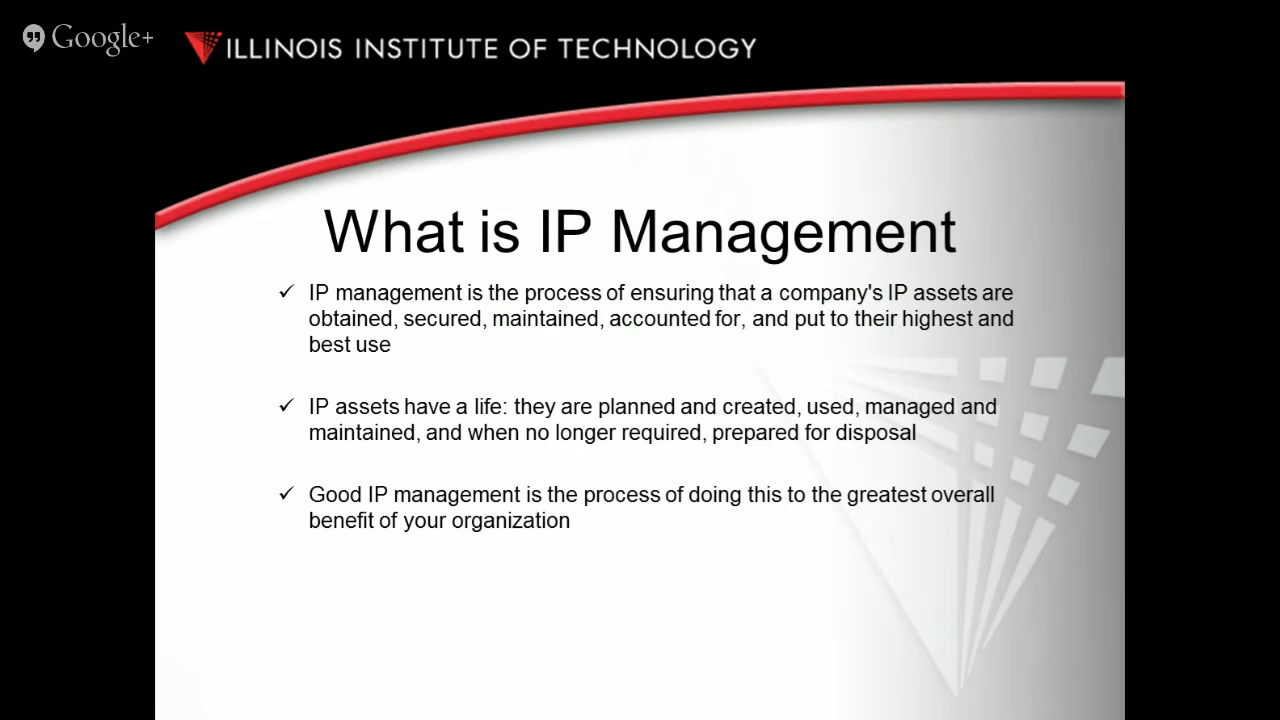 Google+
ILLINOIS INSTITUTE OF TECHNOLOGY
What is IP Management
✓ IP management is the process of ensuring that a company's IP assets are
obtained, secured, maintained, accounted for, and put to their highest and
best use
✓ IP assets have a life: they are planned and created, used, managed and
maintained, and when no longer required, prepared for disposal
✓ Good IP management is the process of doing this to the greatest overall
benefit of your organization